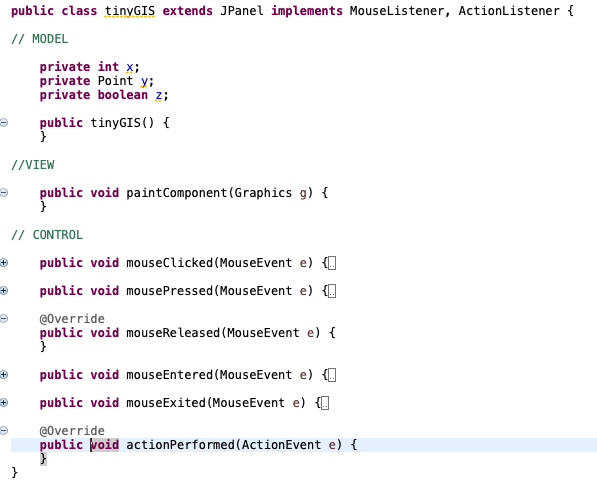 public class tinyGIS extends JPanel implements MouseListener, ActionListener {
// MODEL
private int x;
private Point y;
private boolean z;
public tinyGIS() {
}
//VIEW
public void paintComponent(Graphics g) {
}
// CONTROL
public void mouseClicked(MouseEvent e) {..
public void mousePressed(MouseEvent e) {..
@Override
public void mouseReleased(MouseEvent e) {
}
public void mouseEntered(MouseEvent e) {..
public void mouseExited(MouseEvent e) {..
@Override
public void actionPerformed(ActionEvent e) {
}
}